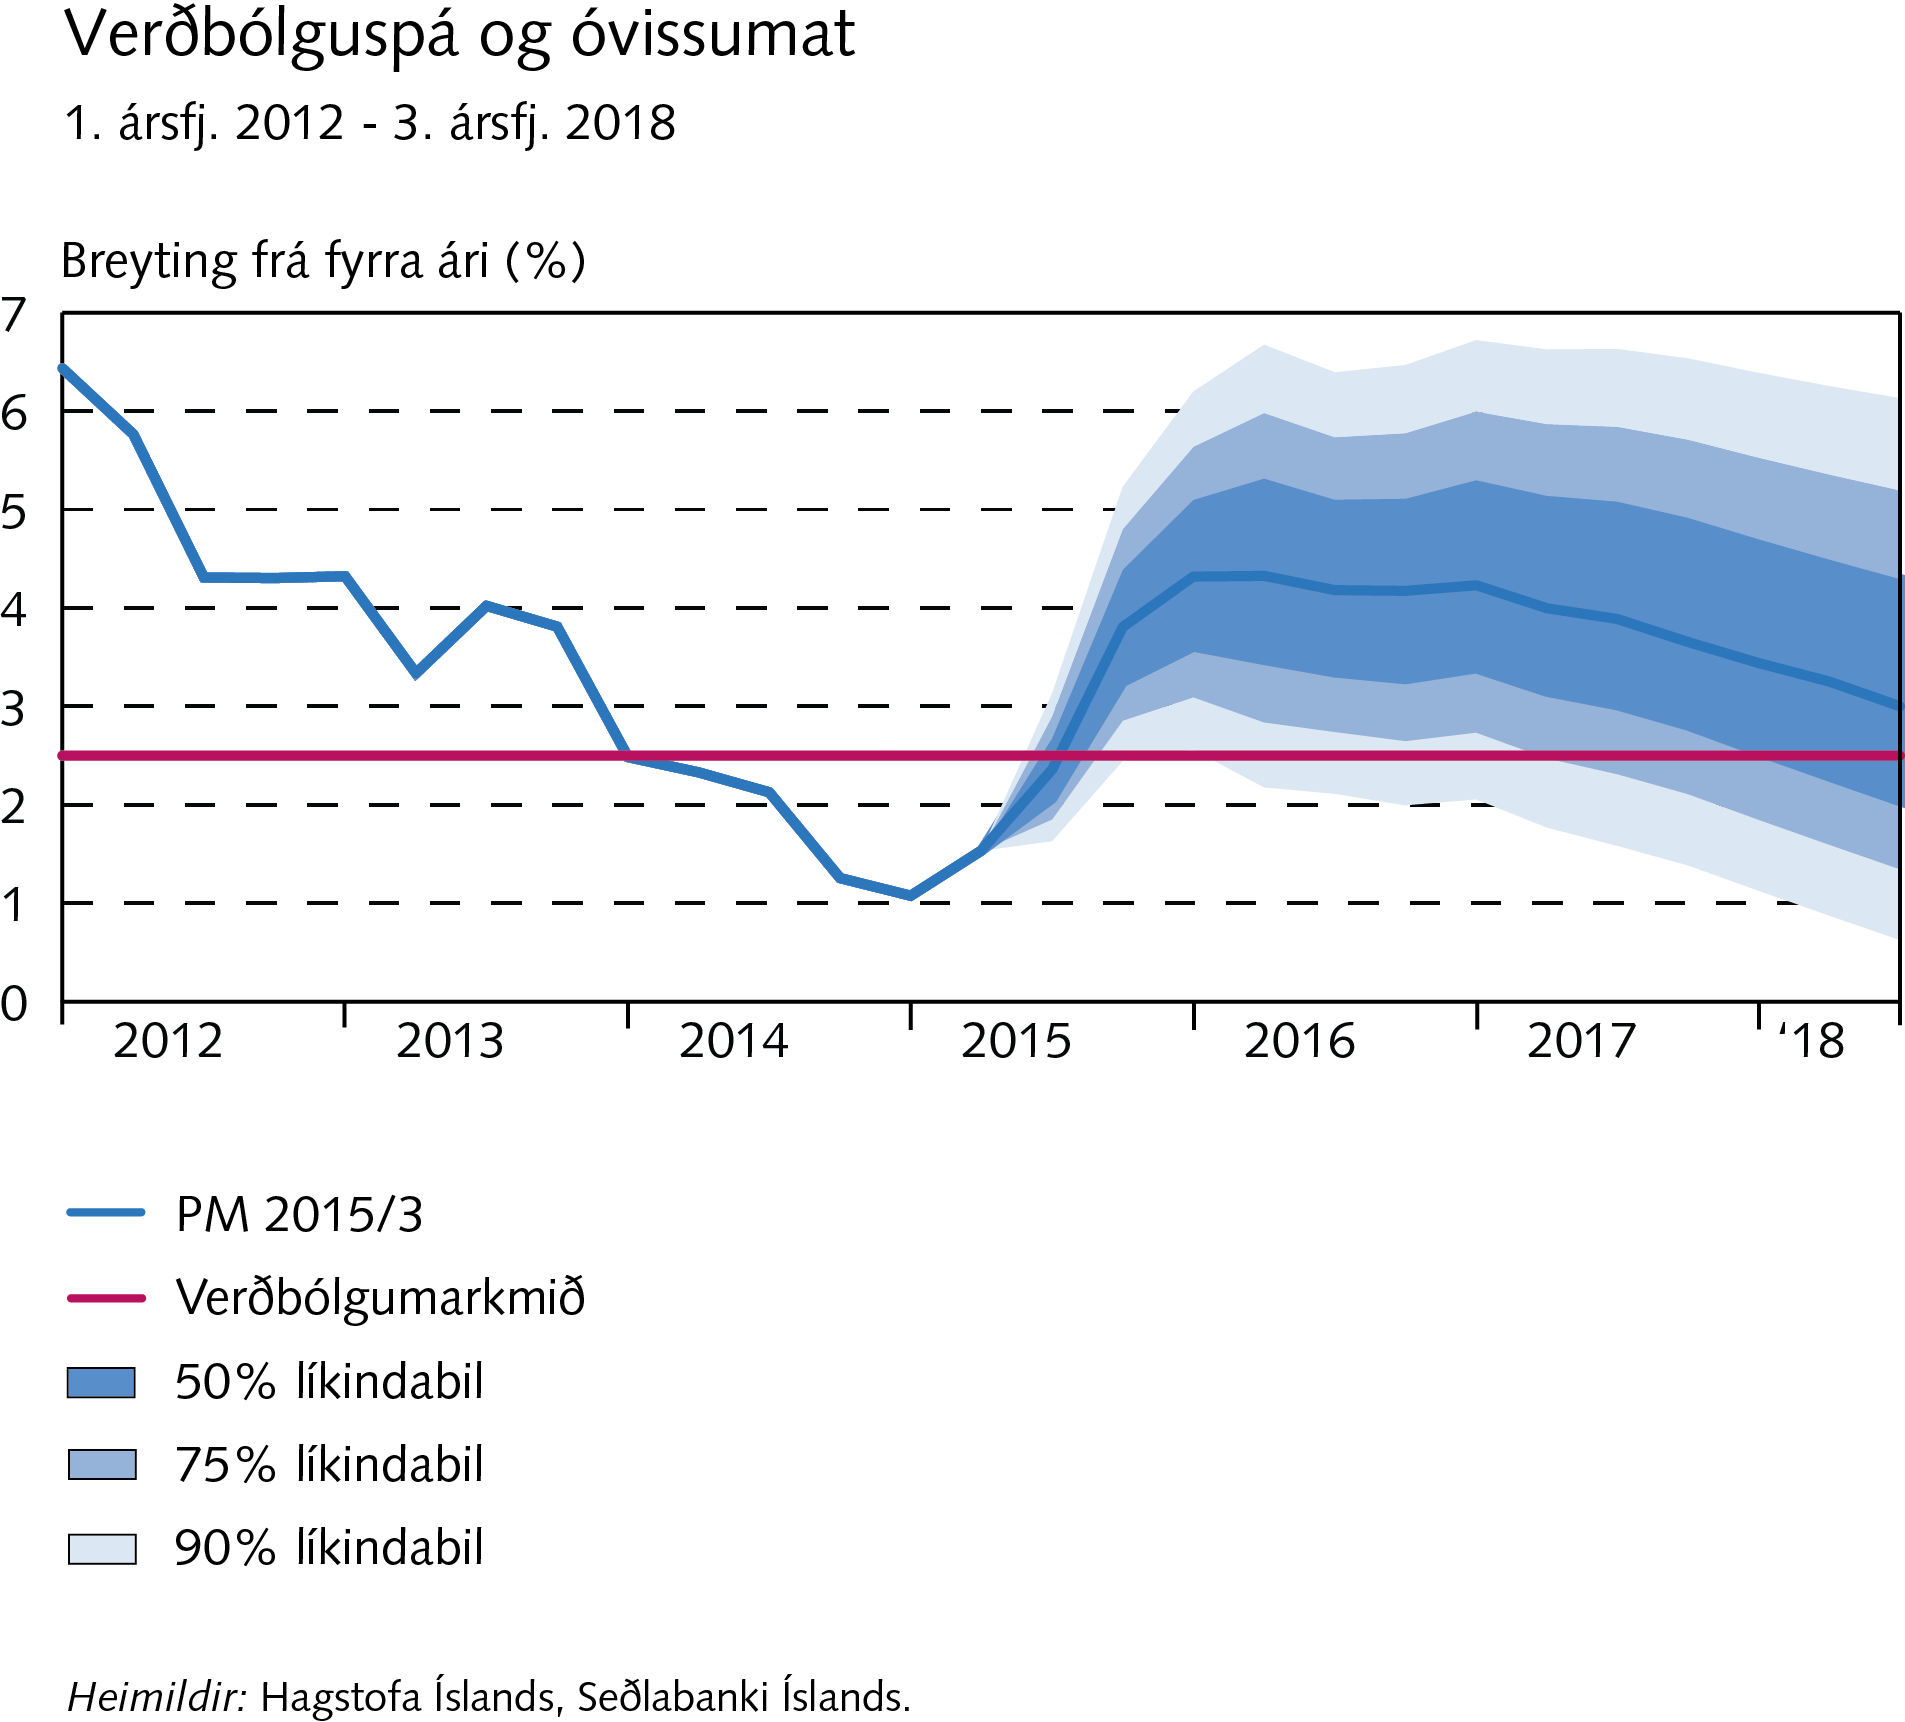 Verðbólguspá og óvissumat
1. ársfj. 2012 - 3. ársfj. 2018
Breyting frá fyrra ári (%)
7
6
5
4
3
2
1
0
2012 2013 2014 2015 2016 2017 ‘18
PM 2015/3
Verðbólgumarkmið
50% líkindabil
75% líkindabil
90% líkindabil
Heimildir: Hagstofa Íslands, Seðlabanki Íslands.